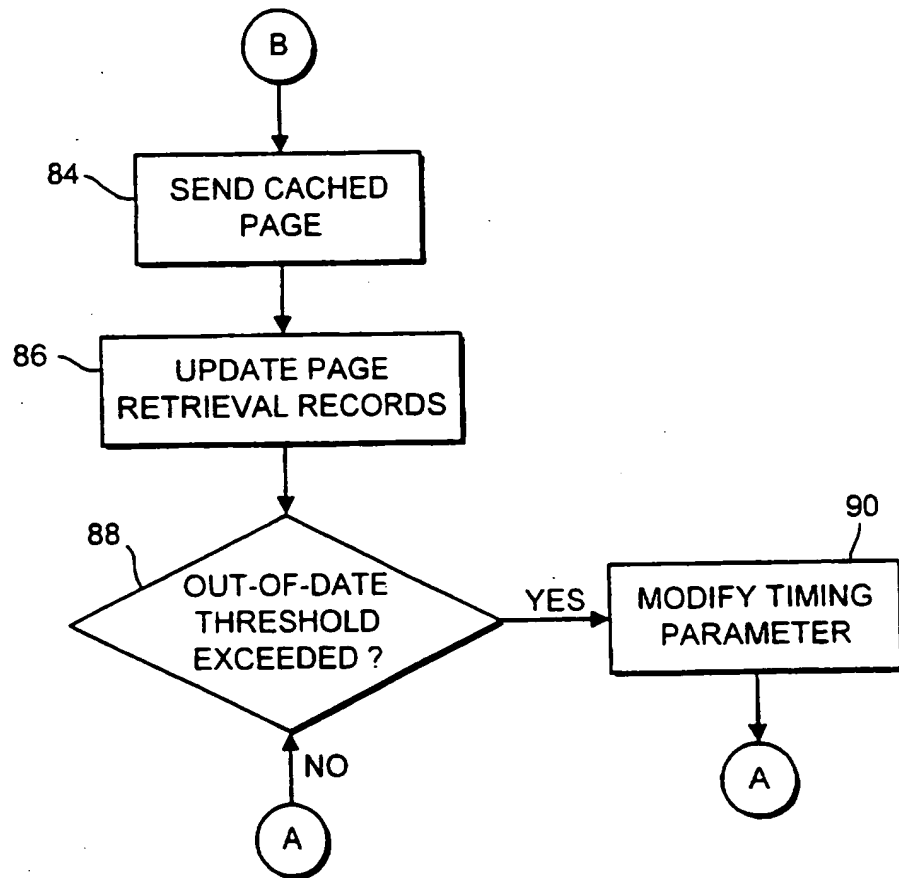 B
84
SEND CACHED
PAGE
86
UPDATE PAGE
RETRIEVAL RECORDS
88
OUT-OF-DATE
THRESHOLD
EXCEEDED ?
YES
90
MODIFY TIMING
PARAMETER
NO
A
A